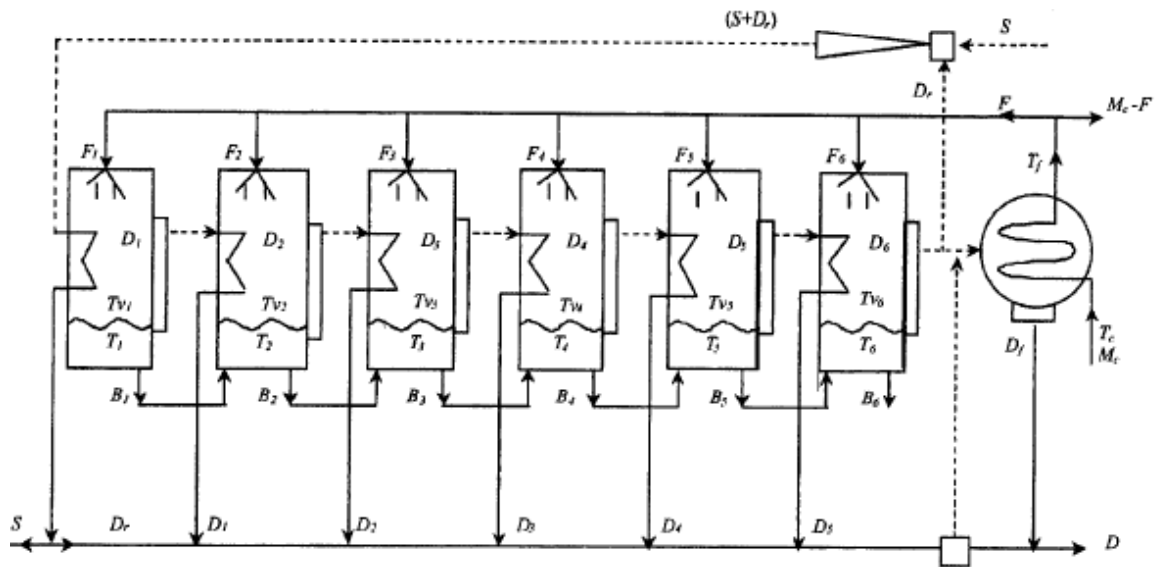 (S+Dr)
S
Dr
F
Mc -F
F1 F2 F3 F4 F5 F6
Tf
D1 D2 D3 D4 D5 D6
Tv1 Tv2 Tv3 Tv4 Tv5 Tv6
T1 T2 T3 T4 T5 T6
Tc
Mc
Df
B1 B2 B3 B4 B5 B6
S Dr D1 D2 D3 D4 D5 D